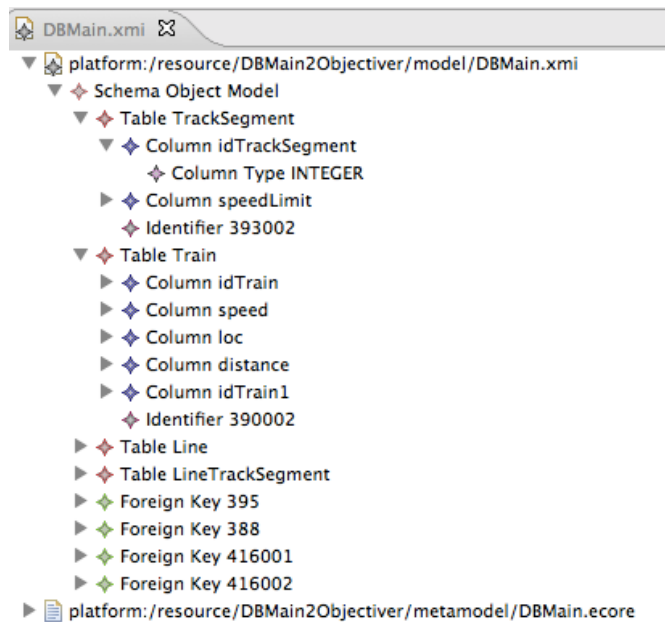 DBMain.xmi
platform:/resource/DBMain2Objectiver/model/DBMain.xmi
Schema Object Model
Table TrackSegment
Column idTrackSegment
Column Type INTEGER
Column speedLimit
Identifier 393002
Table Train
Column idTrain
Column speed
Column loc
Column distance
Column idTrain1
Identifier 390002
Table Line
Table LineTrackSegment
Foreign Key 395
Foreign Key 388
Foreign Key 416001
Foreign Key 416002
platform:/resource/DBMain2Objectiver/metamodel/DBMain.ecore